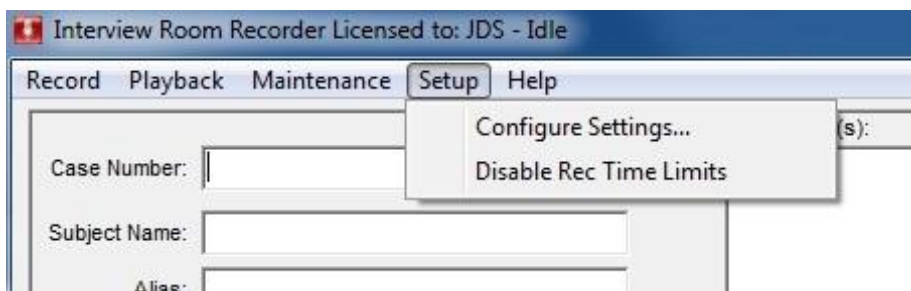 Interview Room Recorder Licensed to: JDS - Idle
Record Playback Maintenance Setup Help
Configure Settings...
(s):
Disable Rec Time Limits
Case Number:
Subject Name:
Alias: